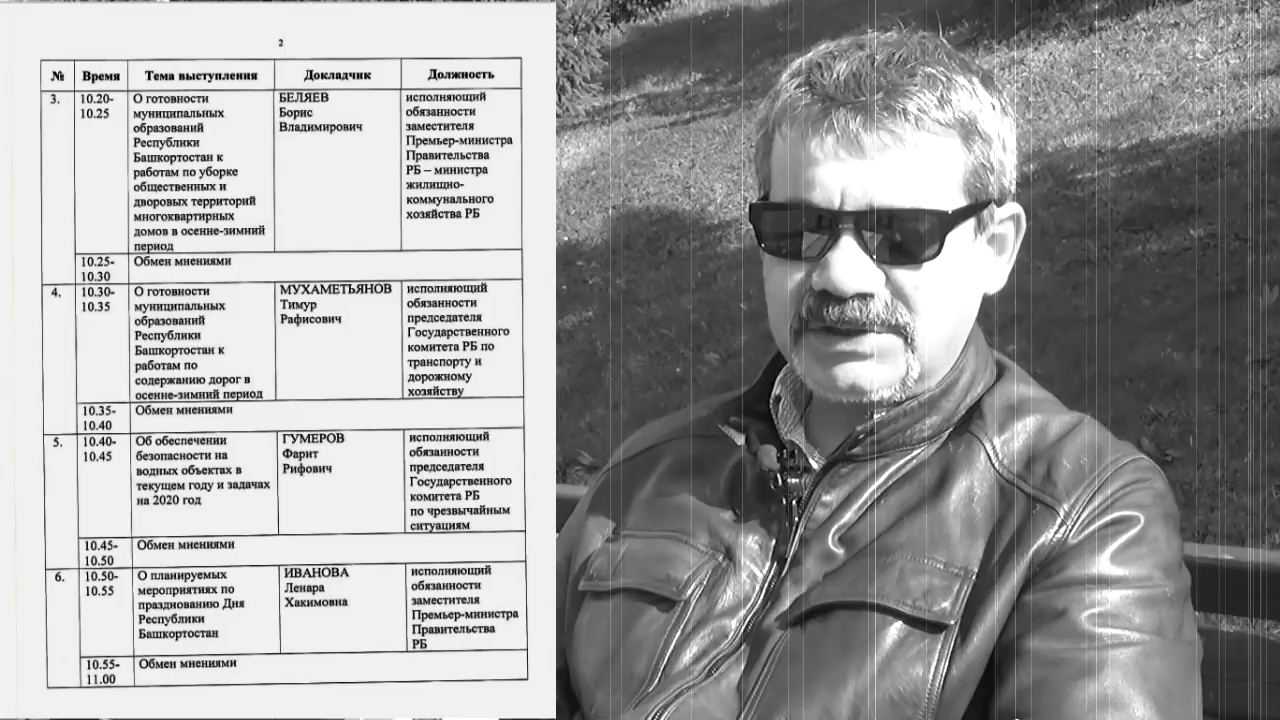 2
№ Время Тема выступления Докладчик Должность
3. 10.20- О готовности БЕЛЯЕВ исполняющий
10.25 муниципальных Борис обязанности
образований Владимирович заместителя
Республики Премьер-министра
Башкортостан к Правительства
работам по уборке РБ – министра
общественных и жилищно-
дворовых территорий коммунального
многоквартирных хозяйства РБ
домов в осенне-зимний
период
10.25- Обмен мнениями
10.30
4. 10.30- О готовности МУХАМЕТЬЯНОВ исполняющий
10.35 муниципальных Тимур обязанности
образований Рафисович председателя
Республики Государственного
Башкортостан к комитета РБ по
работам по транспорту и
содержанию дорог в дорожному
осенне-зимний период хозяйству
10.35- Обмен мнениями
10.40
5. 10.40- Об обеспечении ГУМЕРОВ исполняющий
10.45 безопасности на Фарит обязанности
водных объектах в Рифович председателя
текущем году и задачах Государственного
на 2020 год комитета РБ
по чрезвычайным
ситуациям
10.45- Обмен мнениями
10.50
6. 10.50- О планируемых ИВАНОВА исполняющий
10.55 мероприятиях по Ленара обязанности
празднованию Дня Хакимовна заместителя
Республики Премьер-министра
Башкортостан Правительства
РБ
10.55- Обмен мнениями
11.00